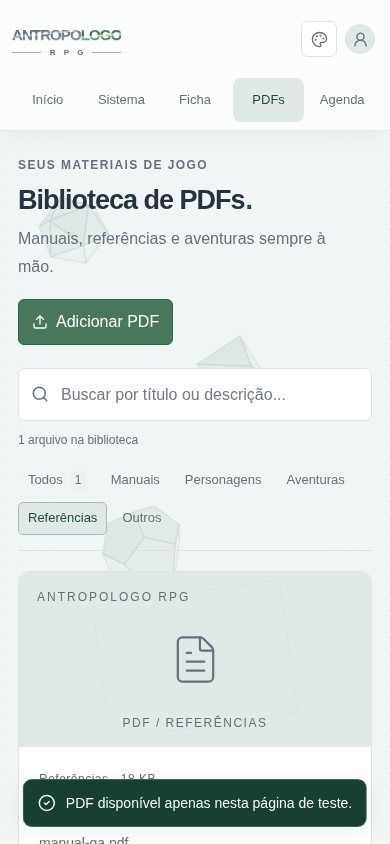 ANTROPOLOGO
RPG
Início Sistema Ficha PDFs Agenda
SEUS MATERIAIS DE JOGO
Biblioteca de PDFs.
Manuais, referências e aventuras sempre à
mão.
Adicionar PDF
Buscar por título ou descrição...
1 arquivo na biblioteca
Todos 1 Manuais Personagens Aventuras
Referências Outros
ANTROPOLOGO RPG
PDF / REFERÊNCIAS
Referências 18 KB
PDF disponível apenas nesta página de teste.
manual-qa.pdf